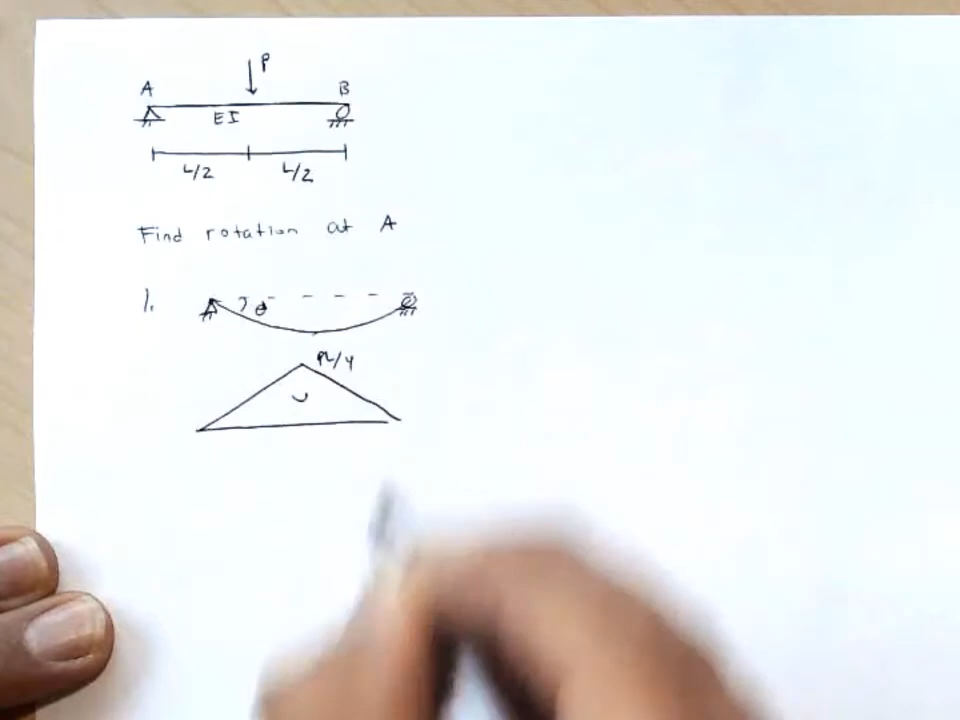 P
A B
EI
L/2 L/2
Find rotation at A
1. θ
PL/4